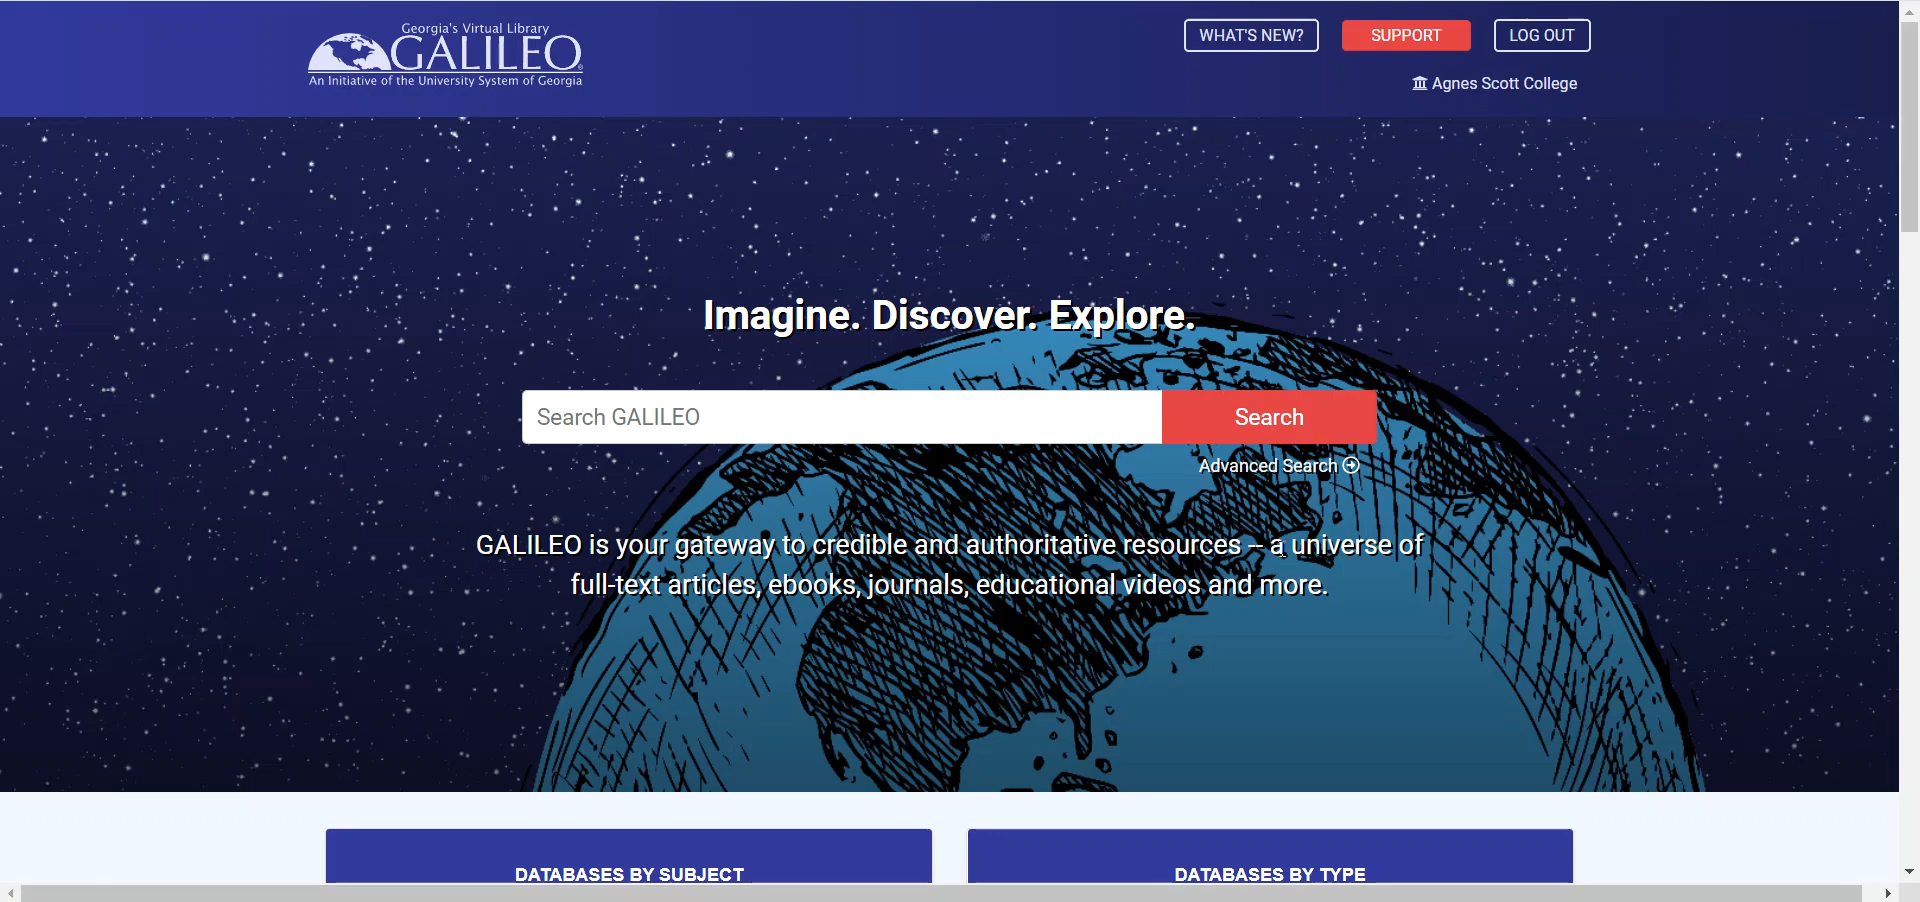 Georgia's Virtual Library
GALILEO®
An Initiative of the University System of Georgia
WHAT'S NEW?
SUPPORT
LOG OUT
Agnes Scott College
Imagine. Discover. Explore.
Search GALILEO
Search
Advanced Search
GALILEO is your gateway to credible and authoritative resources – a universe of
full-text articles, ebooks, journals, educational videos and more.
DATABASES BY SUBJECT
DATABASES BY TYPE